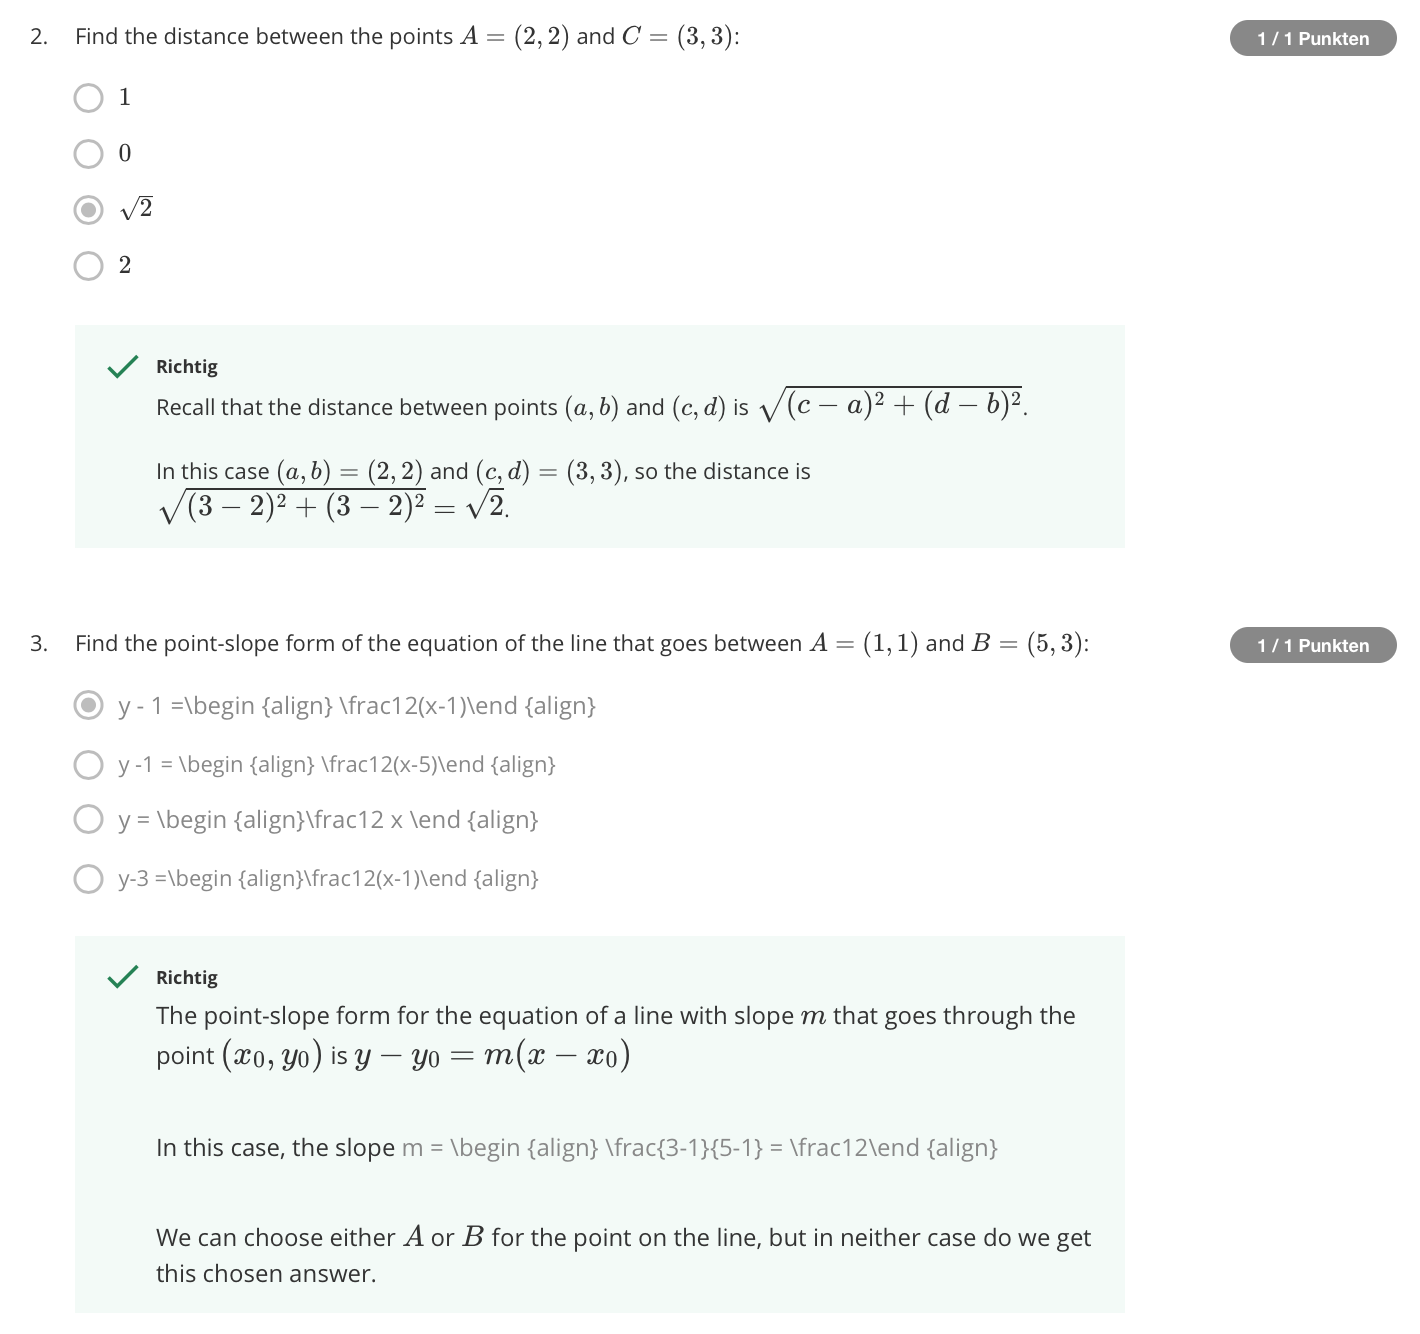 2. Find the distance between the points A = (2, 2) and C = (3, 3):
1 / 1 Punkten
1
0
√2
2
Richtig
Recall that the distance between points (a, b) and (c, d) is √(c − a)² + (d − b)².
In this case (a, b) = (2, 2) and (c, d) = (3, 3), so the distance is
√(3 − 2)² + (3 − 2)² = √2.
3. Find the point-slope form of the equation of the line that goes between A = (1, 1) and B = (5, 3):
1 / 1 Punkten
y - 1 =\begin {align} \frac12(x-1)\end {align}
y -1 = \begin {align} \frac12(x-5)\end {align}
y = \begin {align}\frac12 x \end {align}
y-3 =\begin {align}\frac12(x-1)\end {align}
Richtig
The point-slope form for the equation of a line with slope m that goes through the
point (x₀, y₀) is y − y₀ = m(x − x₀)
In this case, the slope m = \begin {align} \frac{3-1}{5-1} = \frac12\end {align}
We can choose either A or B for the point on the line, but in neither case do we get
this chosen answer.